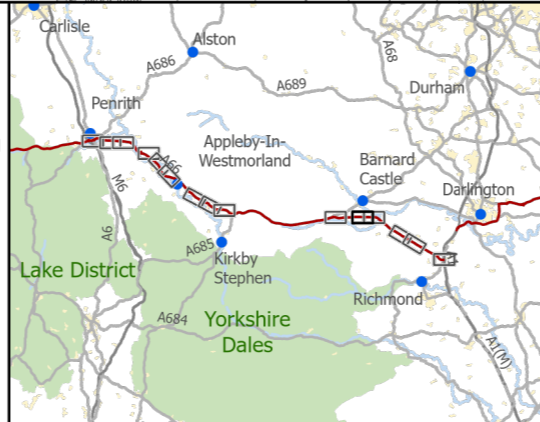 Carlisle
Alston
A686
A68
A689
Durham
Penrith
Appleby-In-
Westmorland
A66
Barnard
Castle
Darlington
M6
A6
A685
Lake District
Kirkby
Stephen
Richmond
A684
Yorkshire
Dales
A1(M)